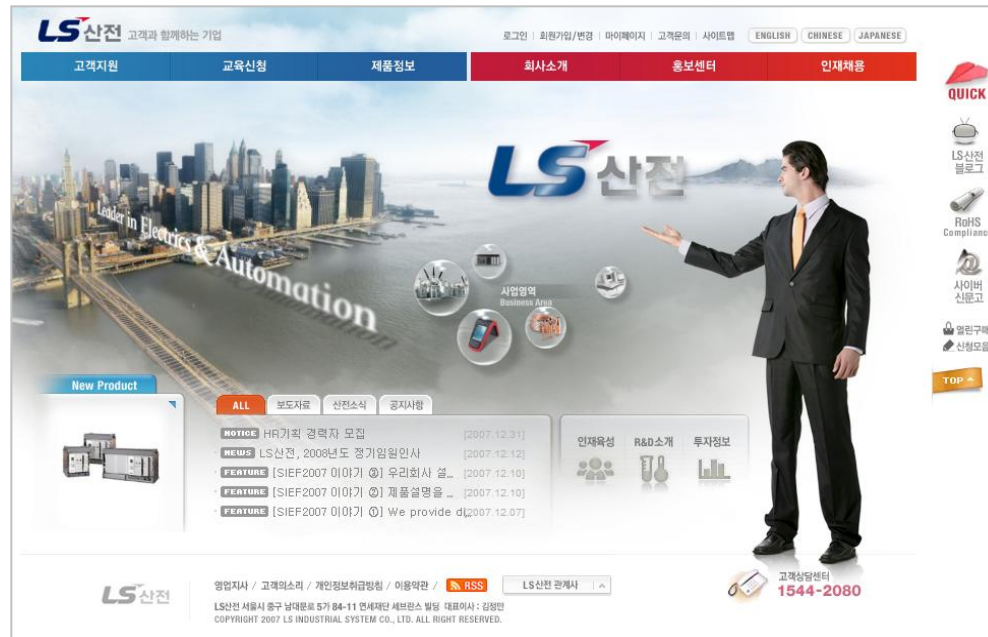 LS산전 고객과 함께하는 기업
로그인 | 회원가입/변경 | 마이페이지 | 고객문의 | 사이트맵 ENGLISH CHINESE JAPANESE
고객지원 교육신청 제품정보 회사소개 홍보센터 인재채용
QUICK
LS산전
블로그
RoHS
Compliance
사이버
신문고
열린구매
신청모음
TOP
LS산전
Leader in Electrics & Automation
사업영역
Business Area
New Product
ALL 보도자료 산전소식 공지사항
NOTICE HR기획 경력자 모집 [2007.12.31]
NEWS LS산전, 2008년도 정기임원인사 [2007.12.12]
FEATURE [SIEF2007 이야기 ③] 우리회사 설... [2007.12.10]
FEATURE [SIEF2007 이야기 ②] 제품설명을 ... [2007.12.10]
FEATURE [SIEF2007 이야기 ①] We provide di... [2007.12.07]
인재육성 R&D소개 투자정보
LS산전
영업지사 / 고객의소리 / 개인정보취급방침 / 이용약관 / RSS LS산전 관계사
LS산전 서울시 중구 남대문로 5가 84-11 연세재단 세브란스 빌딩 대표이사 : 김정만
COPYRIGHT 2007 LS INDUSTRIAL SYSTEM CO., LTD. ALL RIGHT RESERVED.
고객상담센터
1544-2080